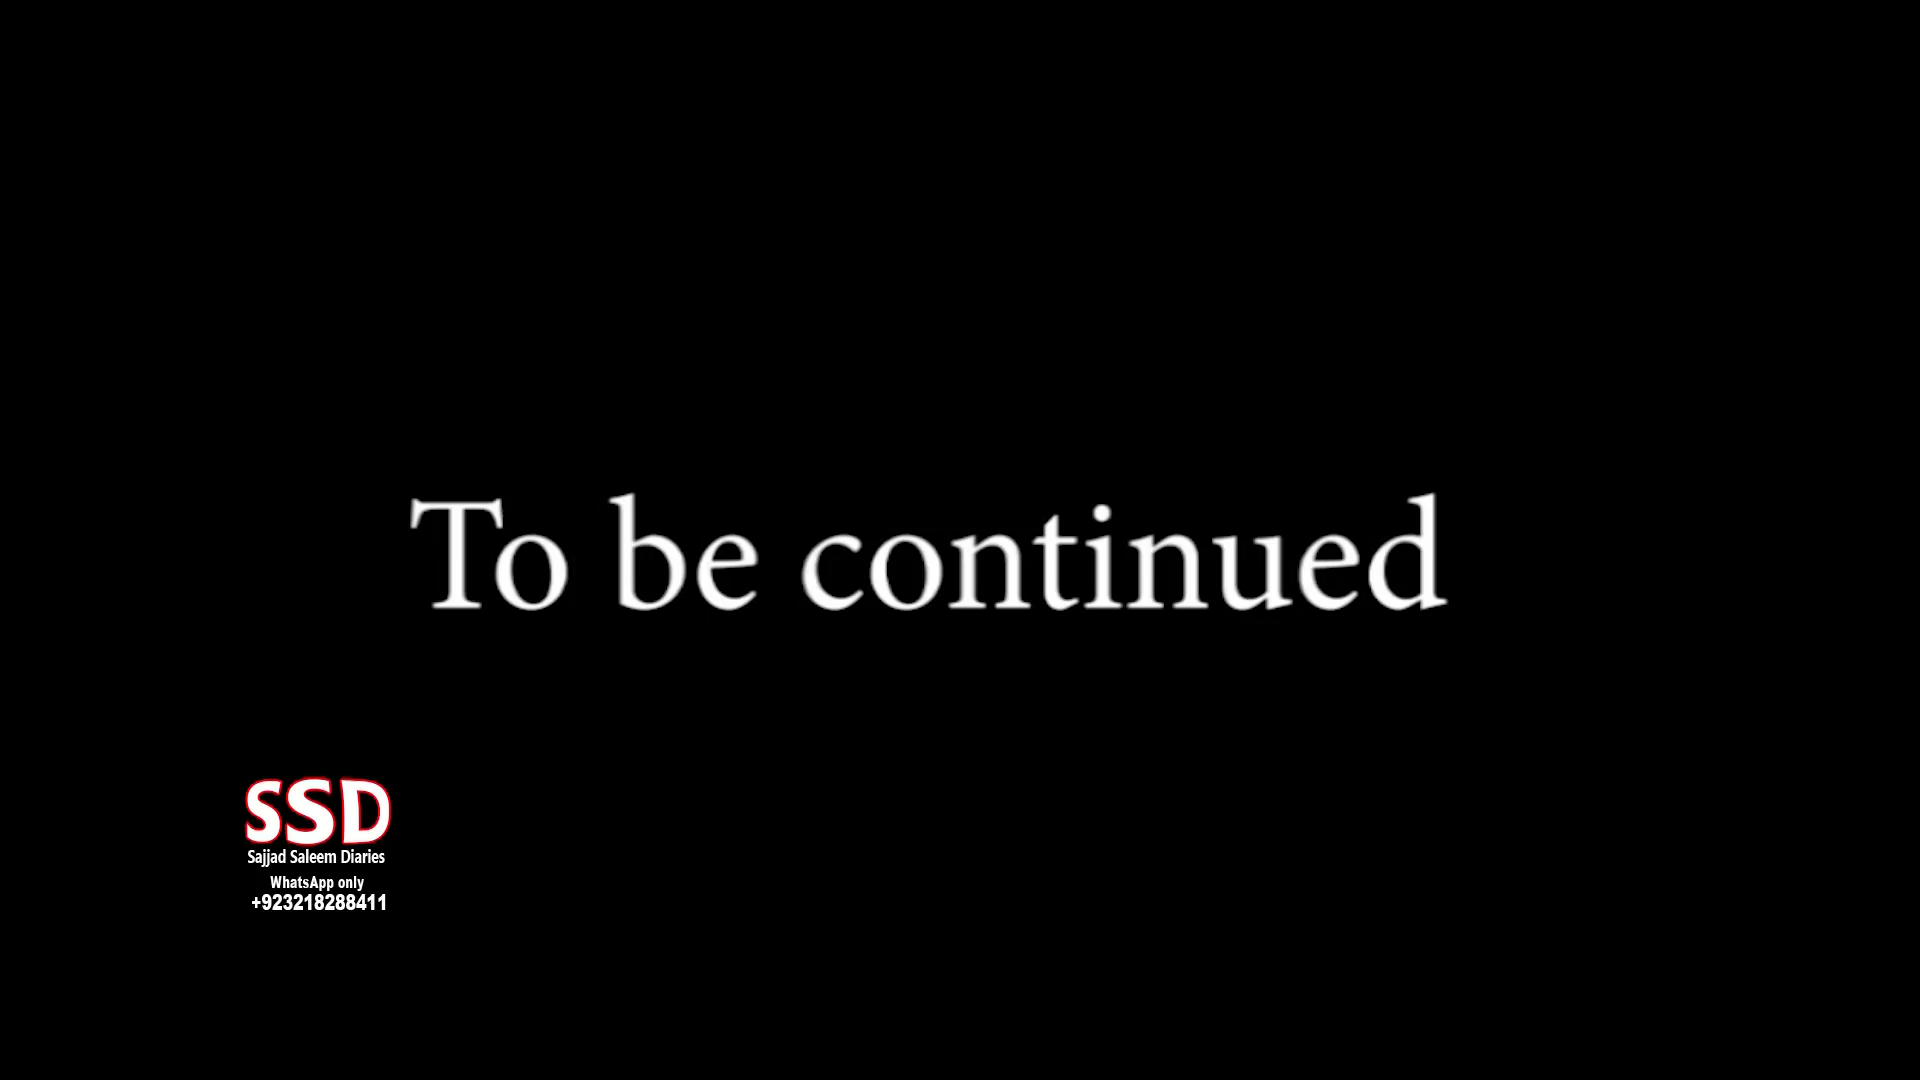 To be continued
SSD
Sajjad Saleem Diaries
WhatsApp only
+923218288411